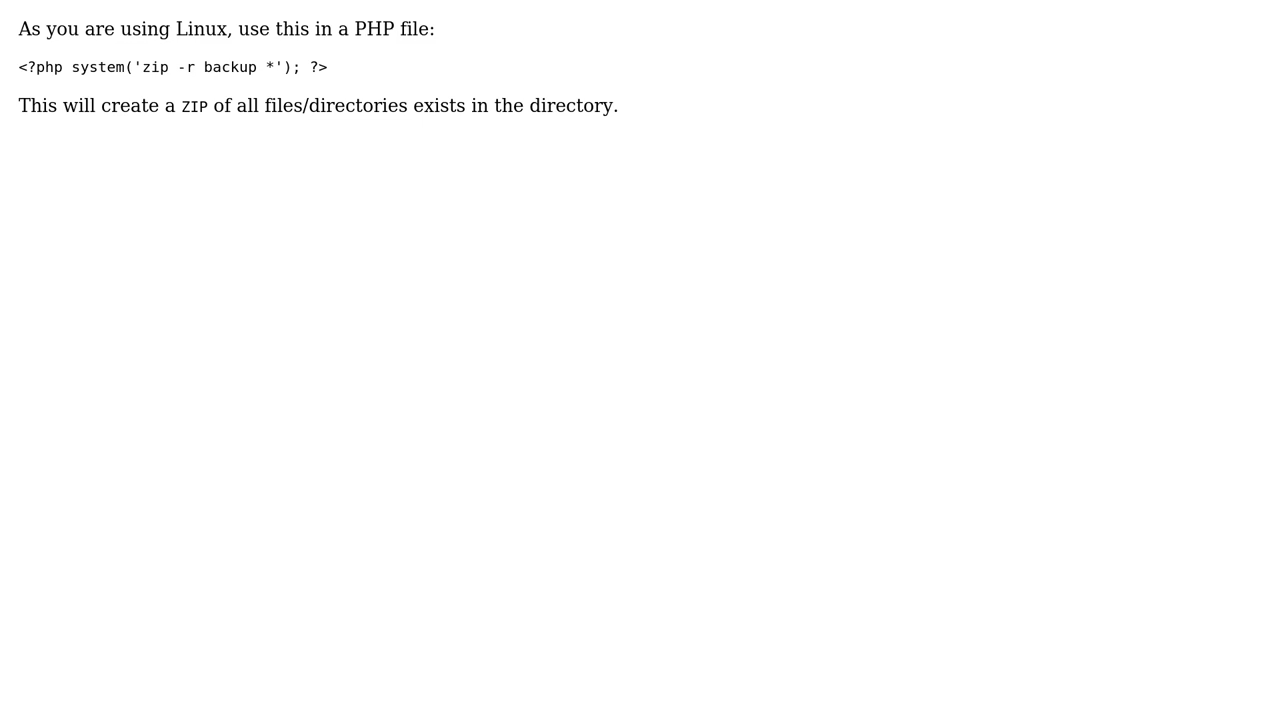 As you are using Linux, use this in a PHP file:
<?php system('zip -r backup *'); ?>
This will create a ZIP of all files/directories exists in the directory.